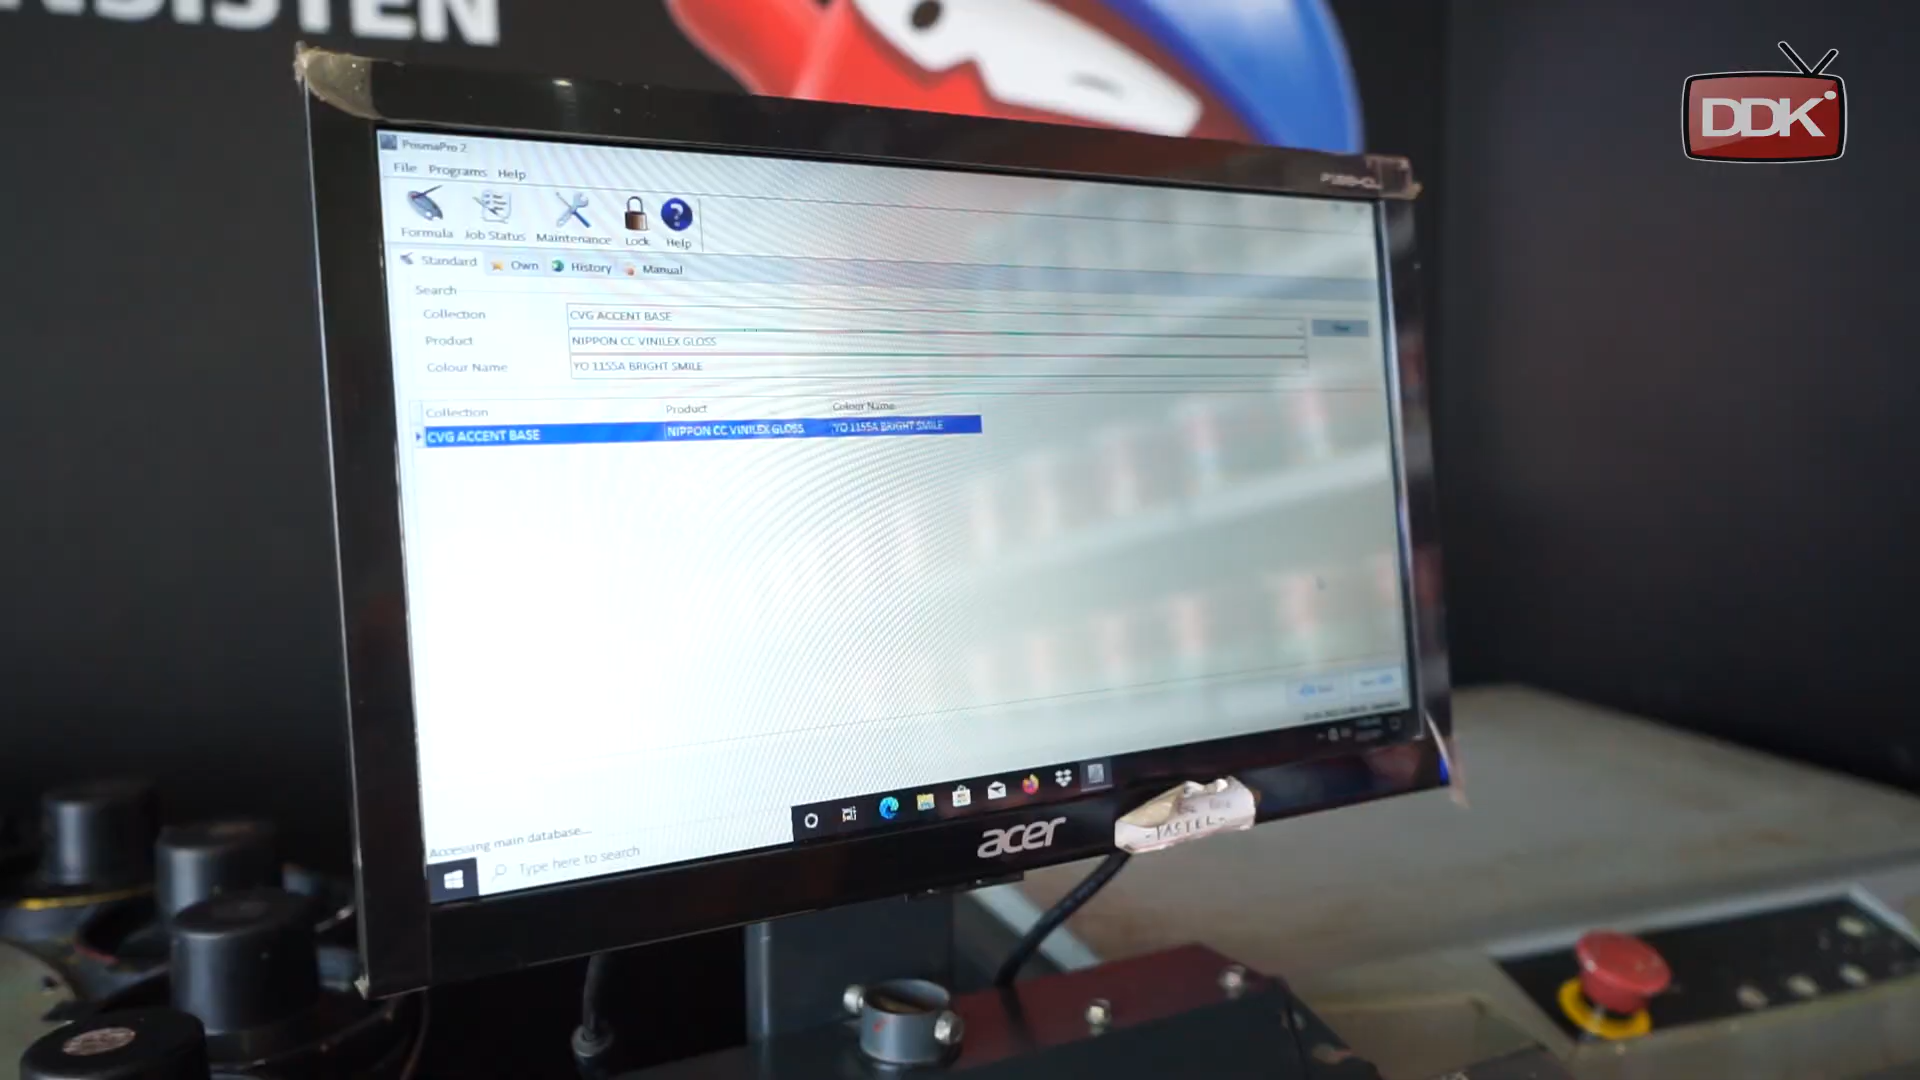 NSISTEN
DDK
PrismaPro 2
File Programs Help
Formula Job Status Maintenance Lock Help
Standard Own History Manual
Search
Collection CVG ACCENT BASE
Product NIPPON CC VINILEX GLOSS
Colour Name YO 1155A BRIGHT SMILE
Collection Product Colour Name
CVG ACCENT BASE NIPPON CC VINILEX GLOSS YO 1155A BRIGHT SMILE
Accessing main database...
Type here to search
acer
-PASTEL-